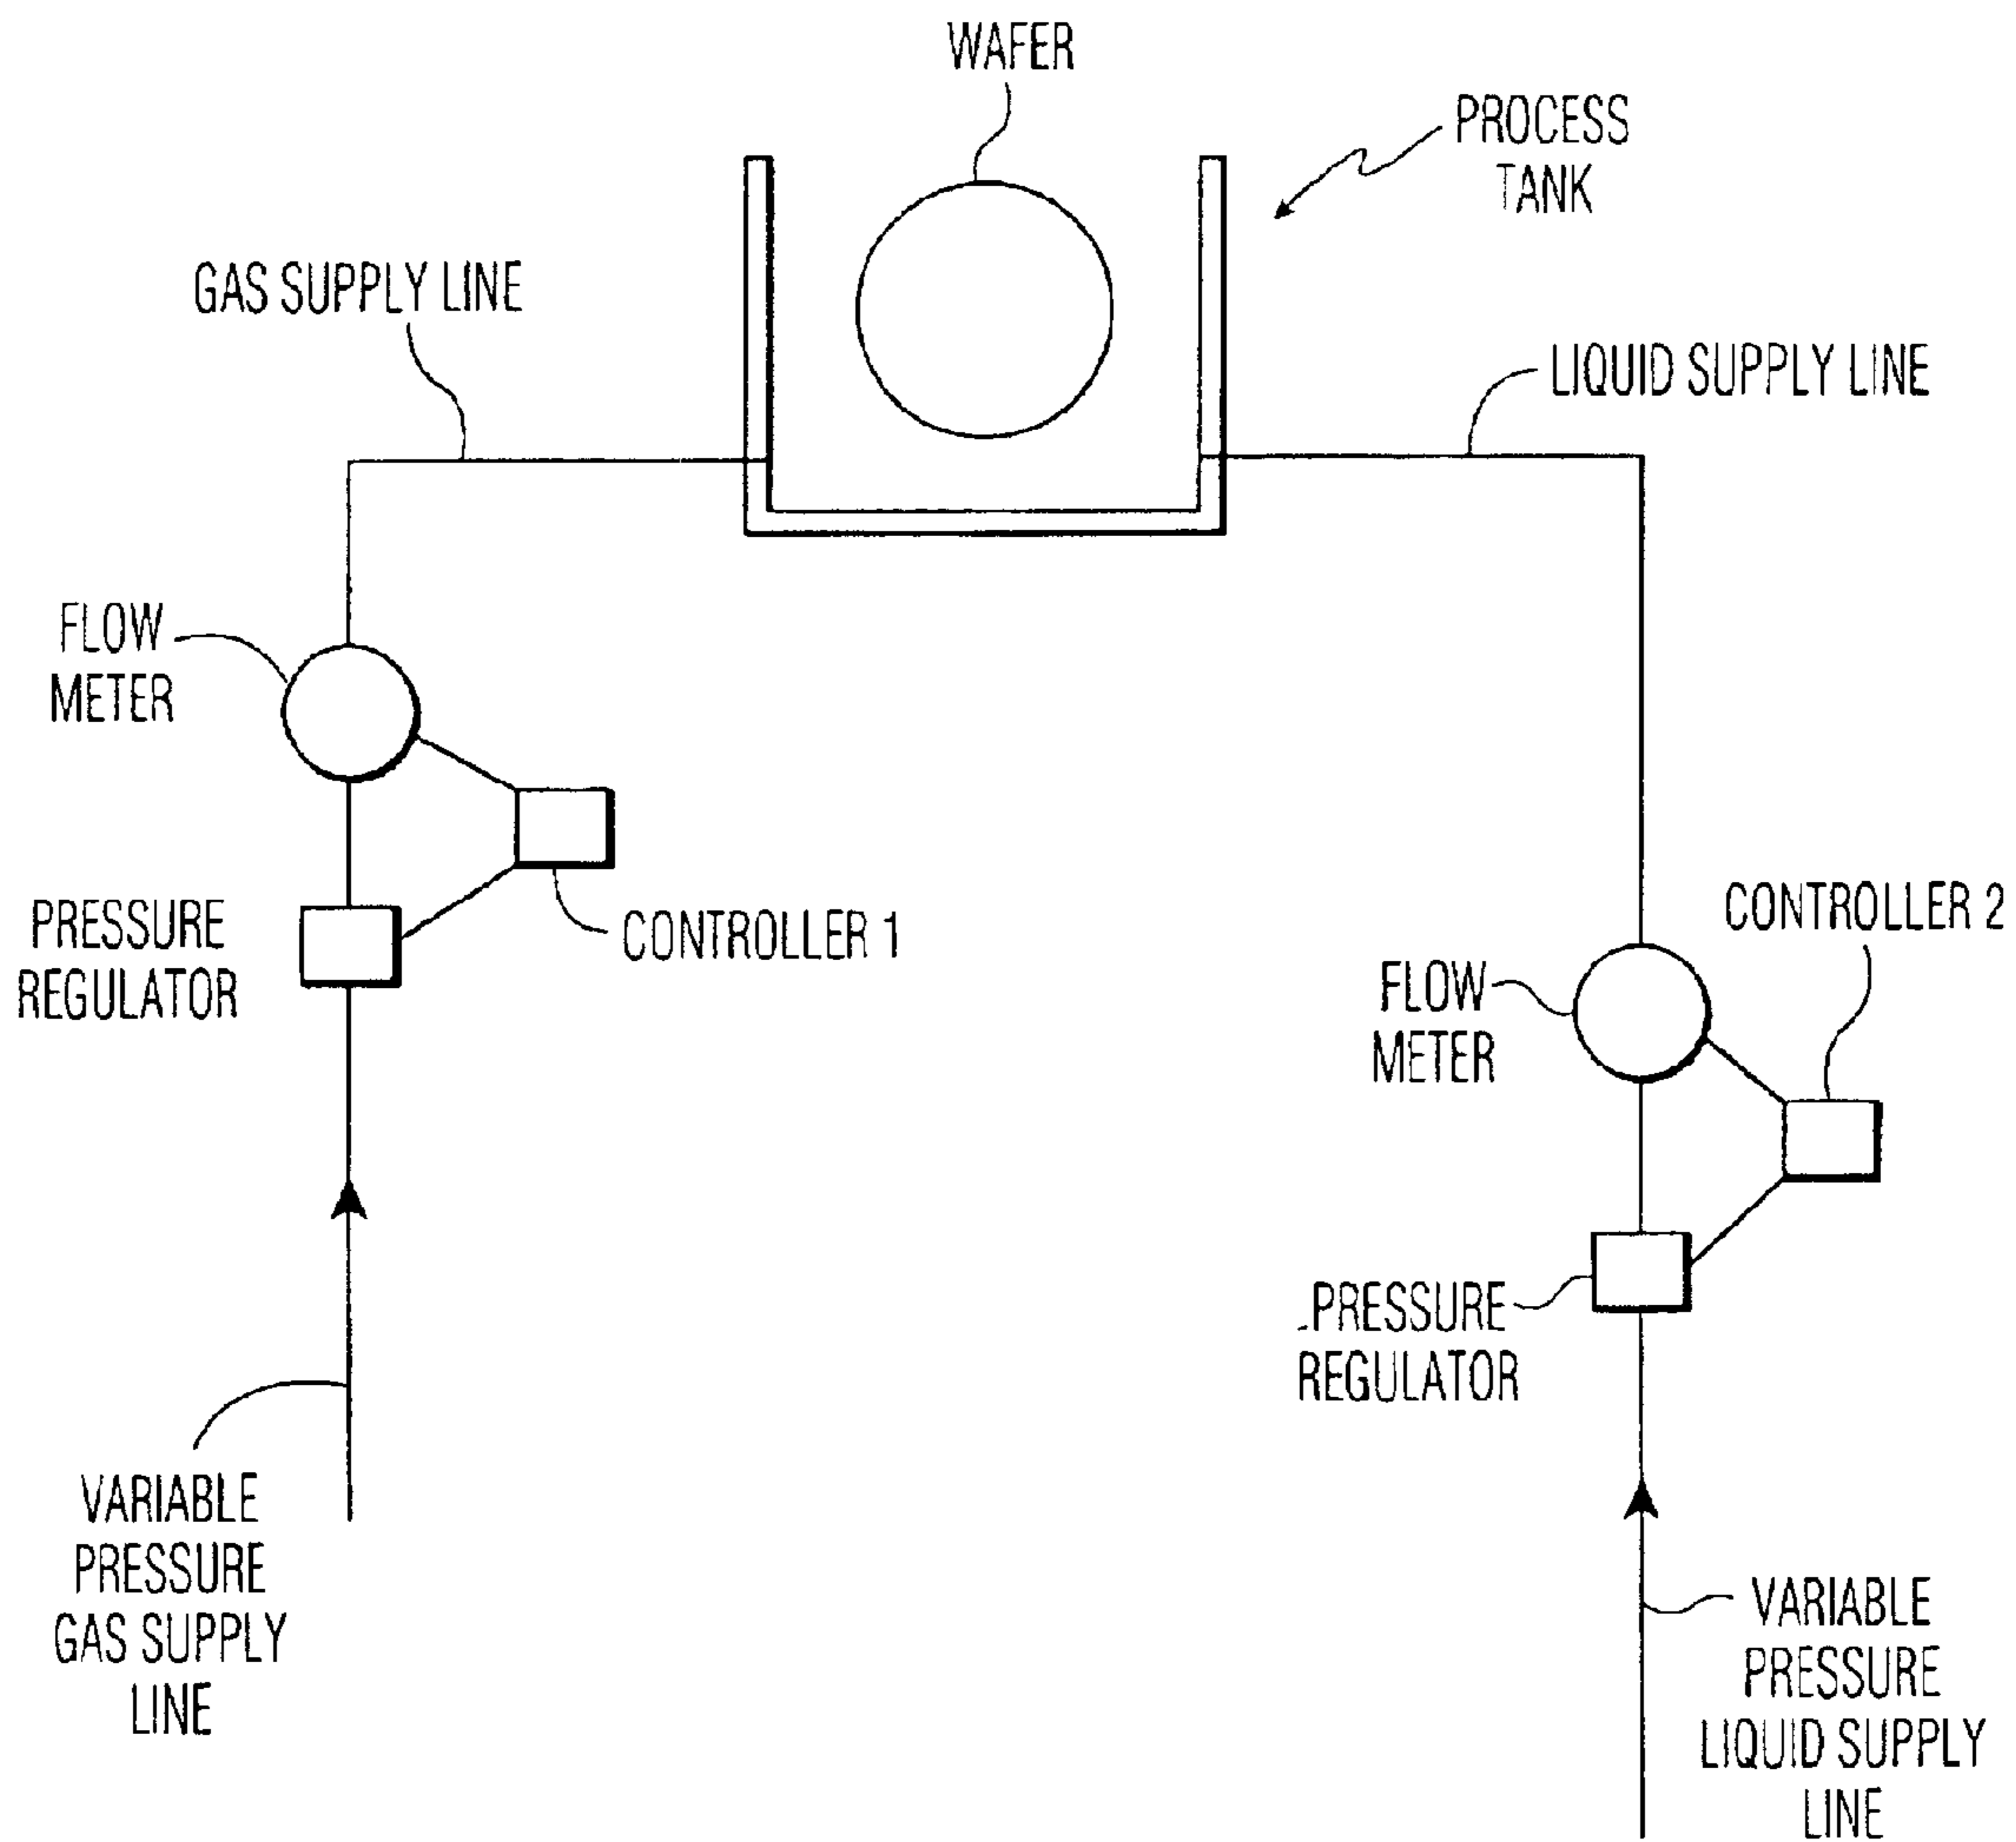 WAFER
PROCESS
TANK
GAS SUPPLY LINE
LIQUID SUPPLY LINE
FLOW
METER
PRESSURE
REGULATOR
CONTROLLER 1
CONTROLLER 2
FLOW
METER
PRESSURE
REGULATOR
VARIABLE
PRESSURE
GAS SUPPLY
LINE
VARIABLE
PRESSURE
LIQUID SUPPLY
LINE